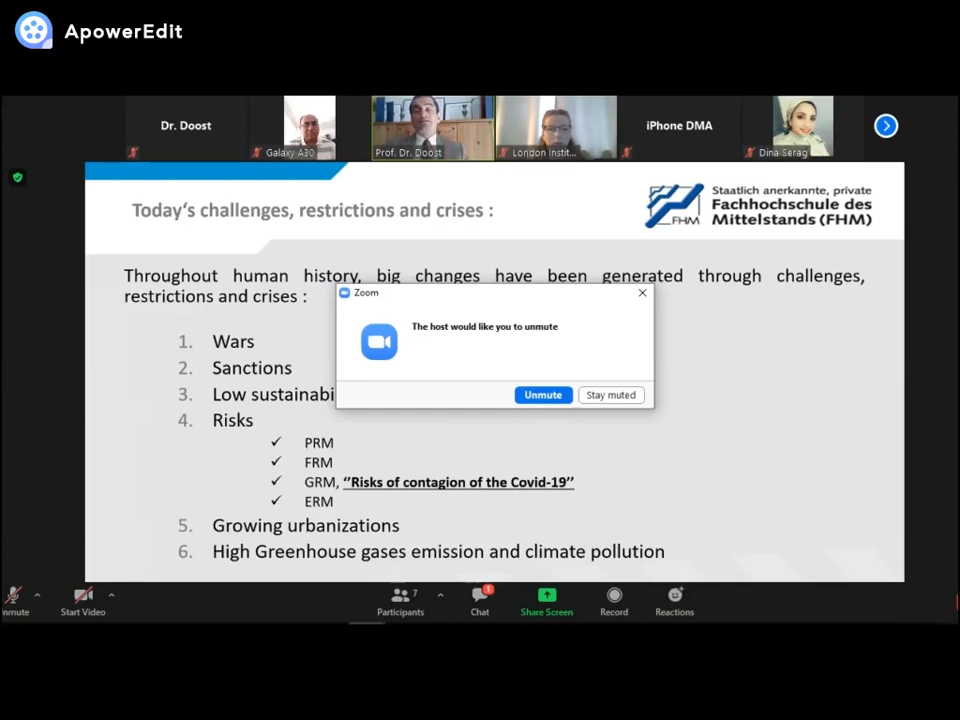 ApowerEdit
Dr. Doost
Galaxy A30
Prof. Dr. Doost
London Instit...
iPhone DMA
Dina Serag
Today's challenges, restrictions and crises :
FHM
Staatlich anerkannte, private
Fachhochschule des
Mittelstands (FHM)
Throughout human history, big changes have been generated through challenges,
restrictions and crises :
Zoom
The host would like you to unmute
Unmute
Stay muted
1. Wars
2. Sanctions
3. Low sustainabi
4. Risks
✓ PRM
✓ FRM
✓ GRM, ‘‘Risks of contagion of the Covid-19’’
✓ ERM
5. Growing urbanizations
6. High Greenhouse gases emission and climate pollution
nmute
Start Video
7
Participants
1
Chat
Share Screen
Record
Reactions